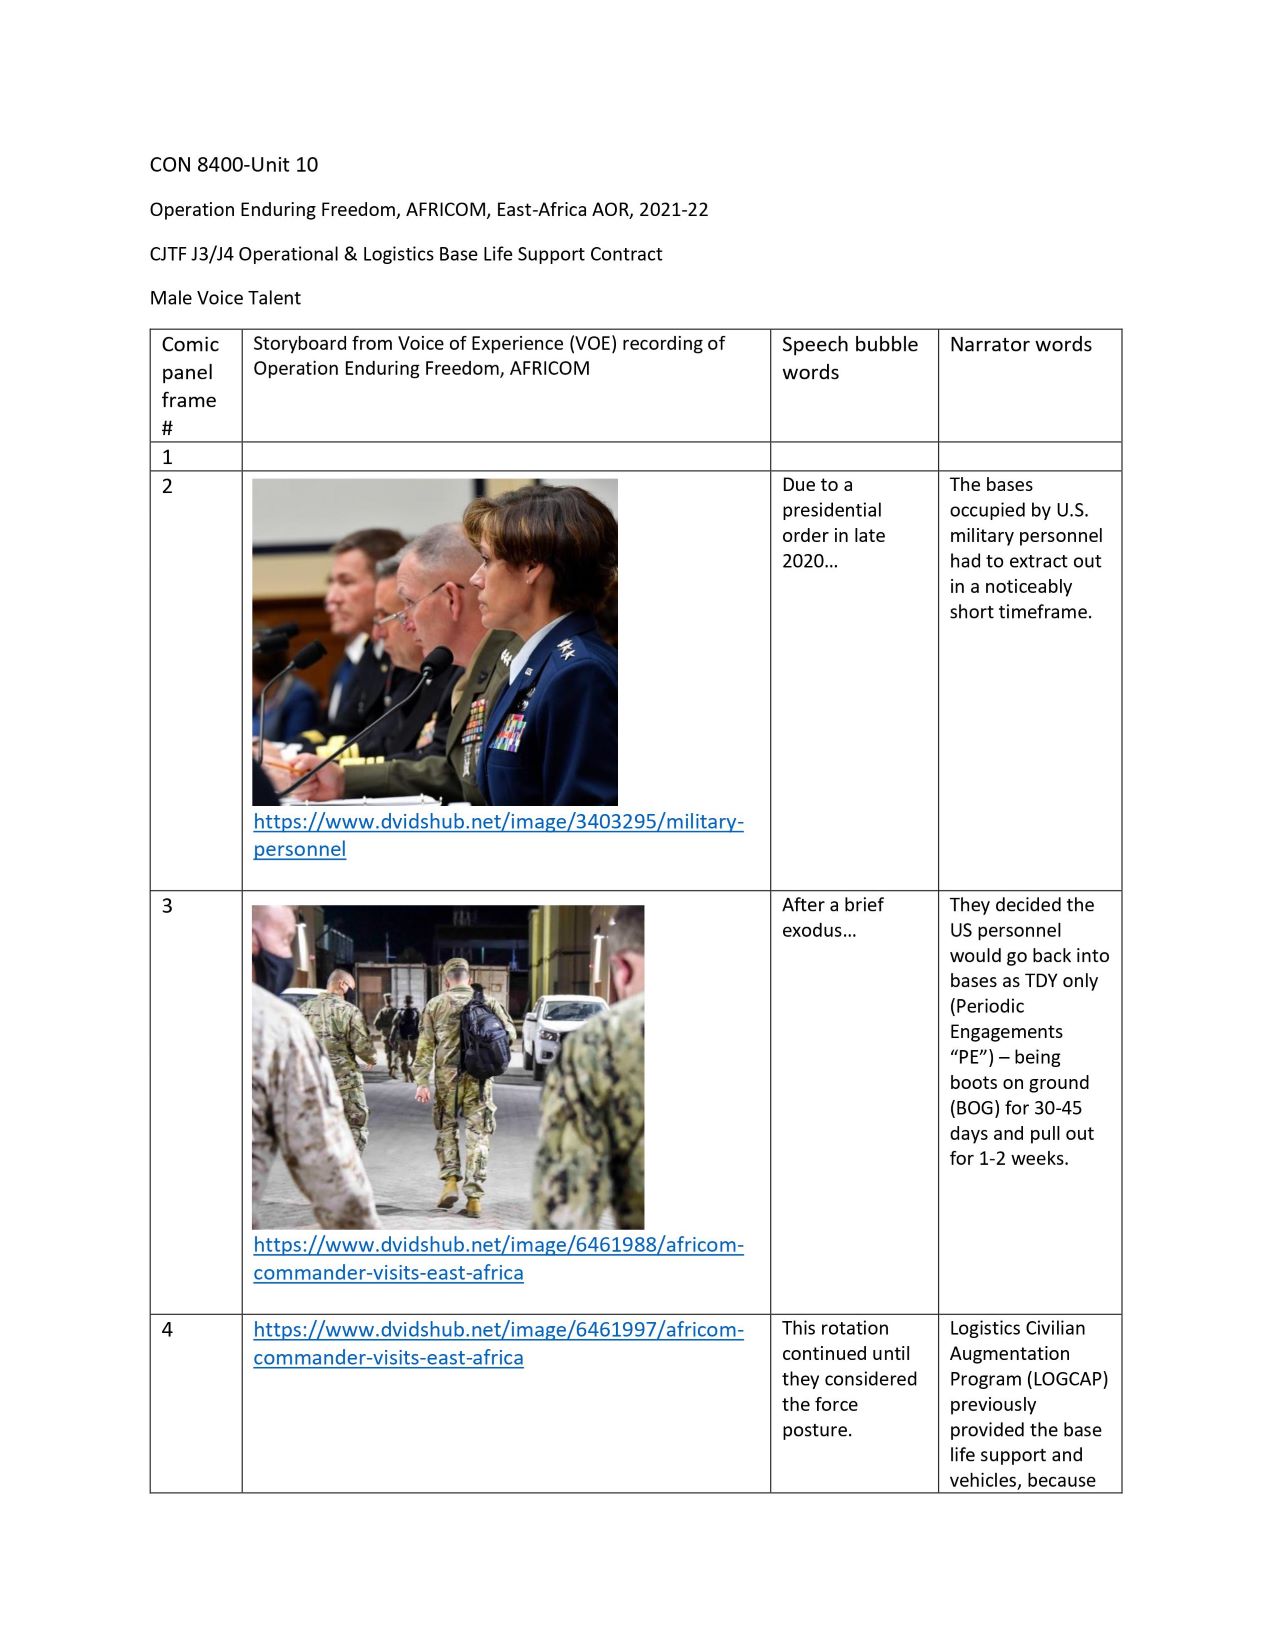 CON 8400-Unit 10
Operation Enduring Freedom, AFRICOM, East-Africa AOR, 2021-22
CJTF J3/J4 Operational & Logistics Base Life Support Contract
Male Voice Talent
Comic
panel
frame
#
Storyboard from Voice of Experience (VOE) recording of
Operation Enduring Freedom, AFRICOM
Speech bubble
words
Narrator words
1
2
https://www.dvidshub.net/image/3403295/military-
personnel
Due to a
presidential
order in late
2020…
The bases
occupied by U.S.
military personnel
had to extract out
in a noticeably
short timeframe.
3
https://www.dvidshub.net/image/6461988/africom-
commander-visits-east-africa
After a brief
exodus…
They decided the
US personnel
would go back into
bases as TDY only
(Periodic
Engagements
“PE”) – being
boots on ground
(BOG) for 30-45
days and pull out
for 1-2 weeks.
4
https://www.dvidshub.net/image/6461997/africom-
commander-visits-east-africa
This rotation
continued until
they considered
the force
posture.
Logistics Civilian
Augmentation
Program (LOGCAP)
previously
provided the base
life support and
vehicles, because